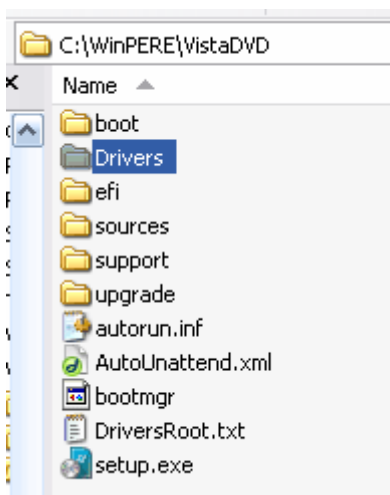 C:\WinPERE\VistaDVD
Name
boot
Drivers
efi
sources
support
upgrade
autorun.inf
AutoUnattend.xml
bootmgr
DriversRoot.txt
setup.exe